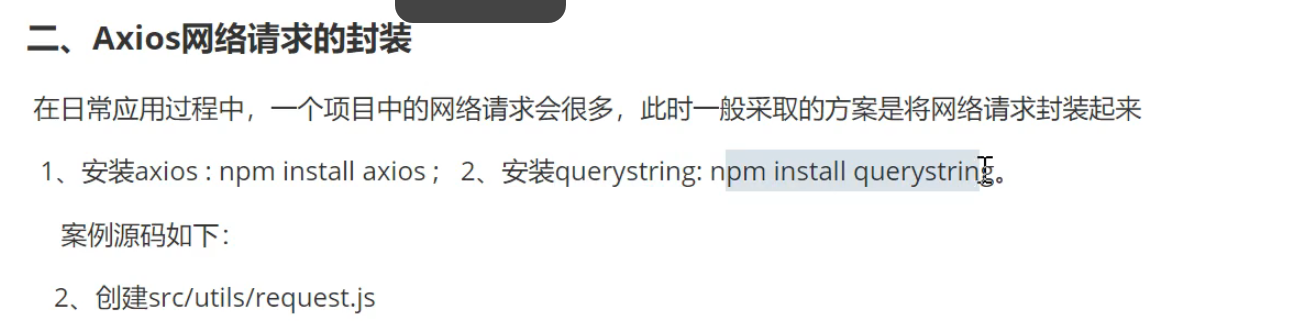 二、Axios网络请求的封装
在日常应用过程中，一个项目中的网络请求会很多，此时一般采取的方案是将网络请求封装起来
1、安装axios : npm install axios ； 2、安装querystring: npm install querystring。
案例源码如下：
2、创建src/utils/request.js